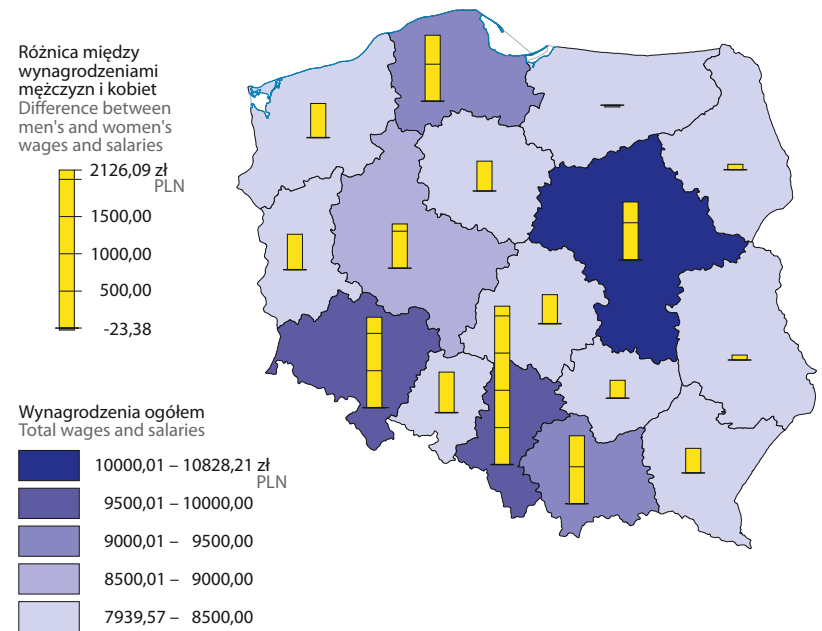 Różnica między
wynagrodzeniami
mężczyzn i kobiet
Difference between
men's and women's
wages and salaries
2126,09 zł
PLN
1500,00
1000,00
500,00
-23,38
Wynagrodzenia ogółem
Total wages and salaries
10000,01 – 10828,21 zł
PLN
9500,01 – 10000,00
9000,01 – 9500,00
8500,01 – 9000,00
7939,57 – 8500,00